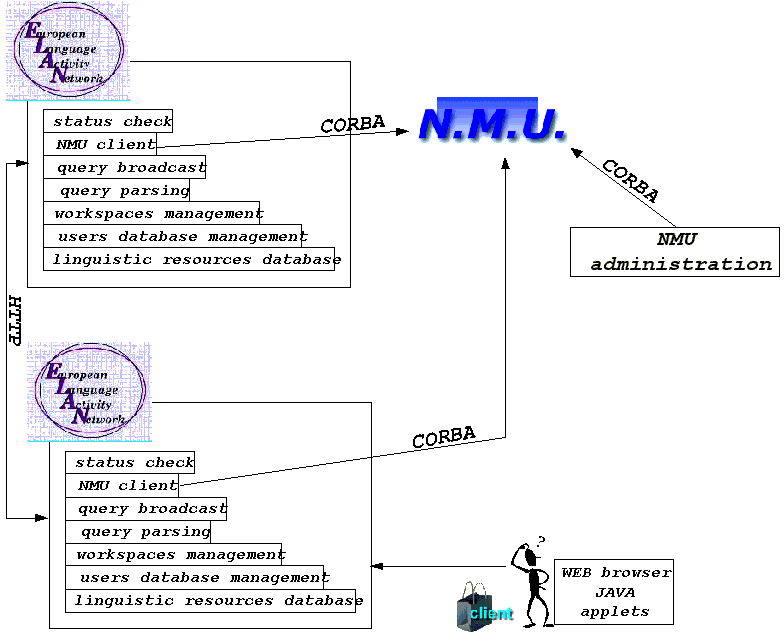 European
Language
Activity
Network
status check
NMU client
query broadcast
query parsing
workspaces management
users database management
linguistic resources database
CORBA
N.M.U.
CORBA
NMU
administration
HTTP
European
Language
Activity
Network
status check
NMU client
query broadcast
query parsing
workspaces management
users database management
linguistic resources database
CORBA
?
client
WEB browser
JAVA
applets